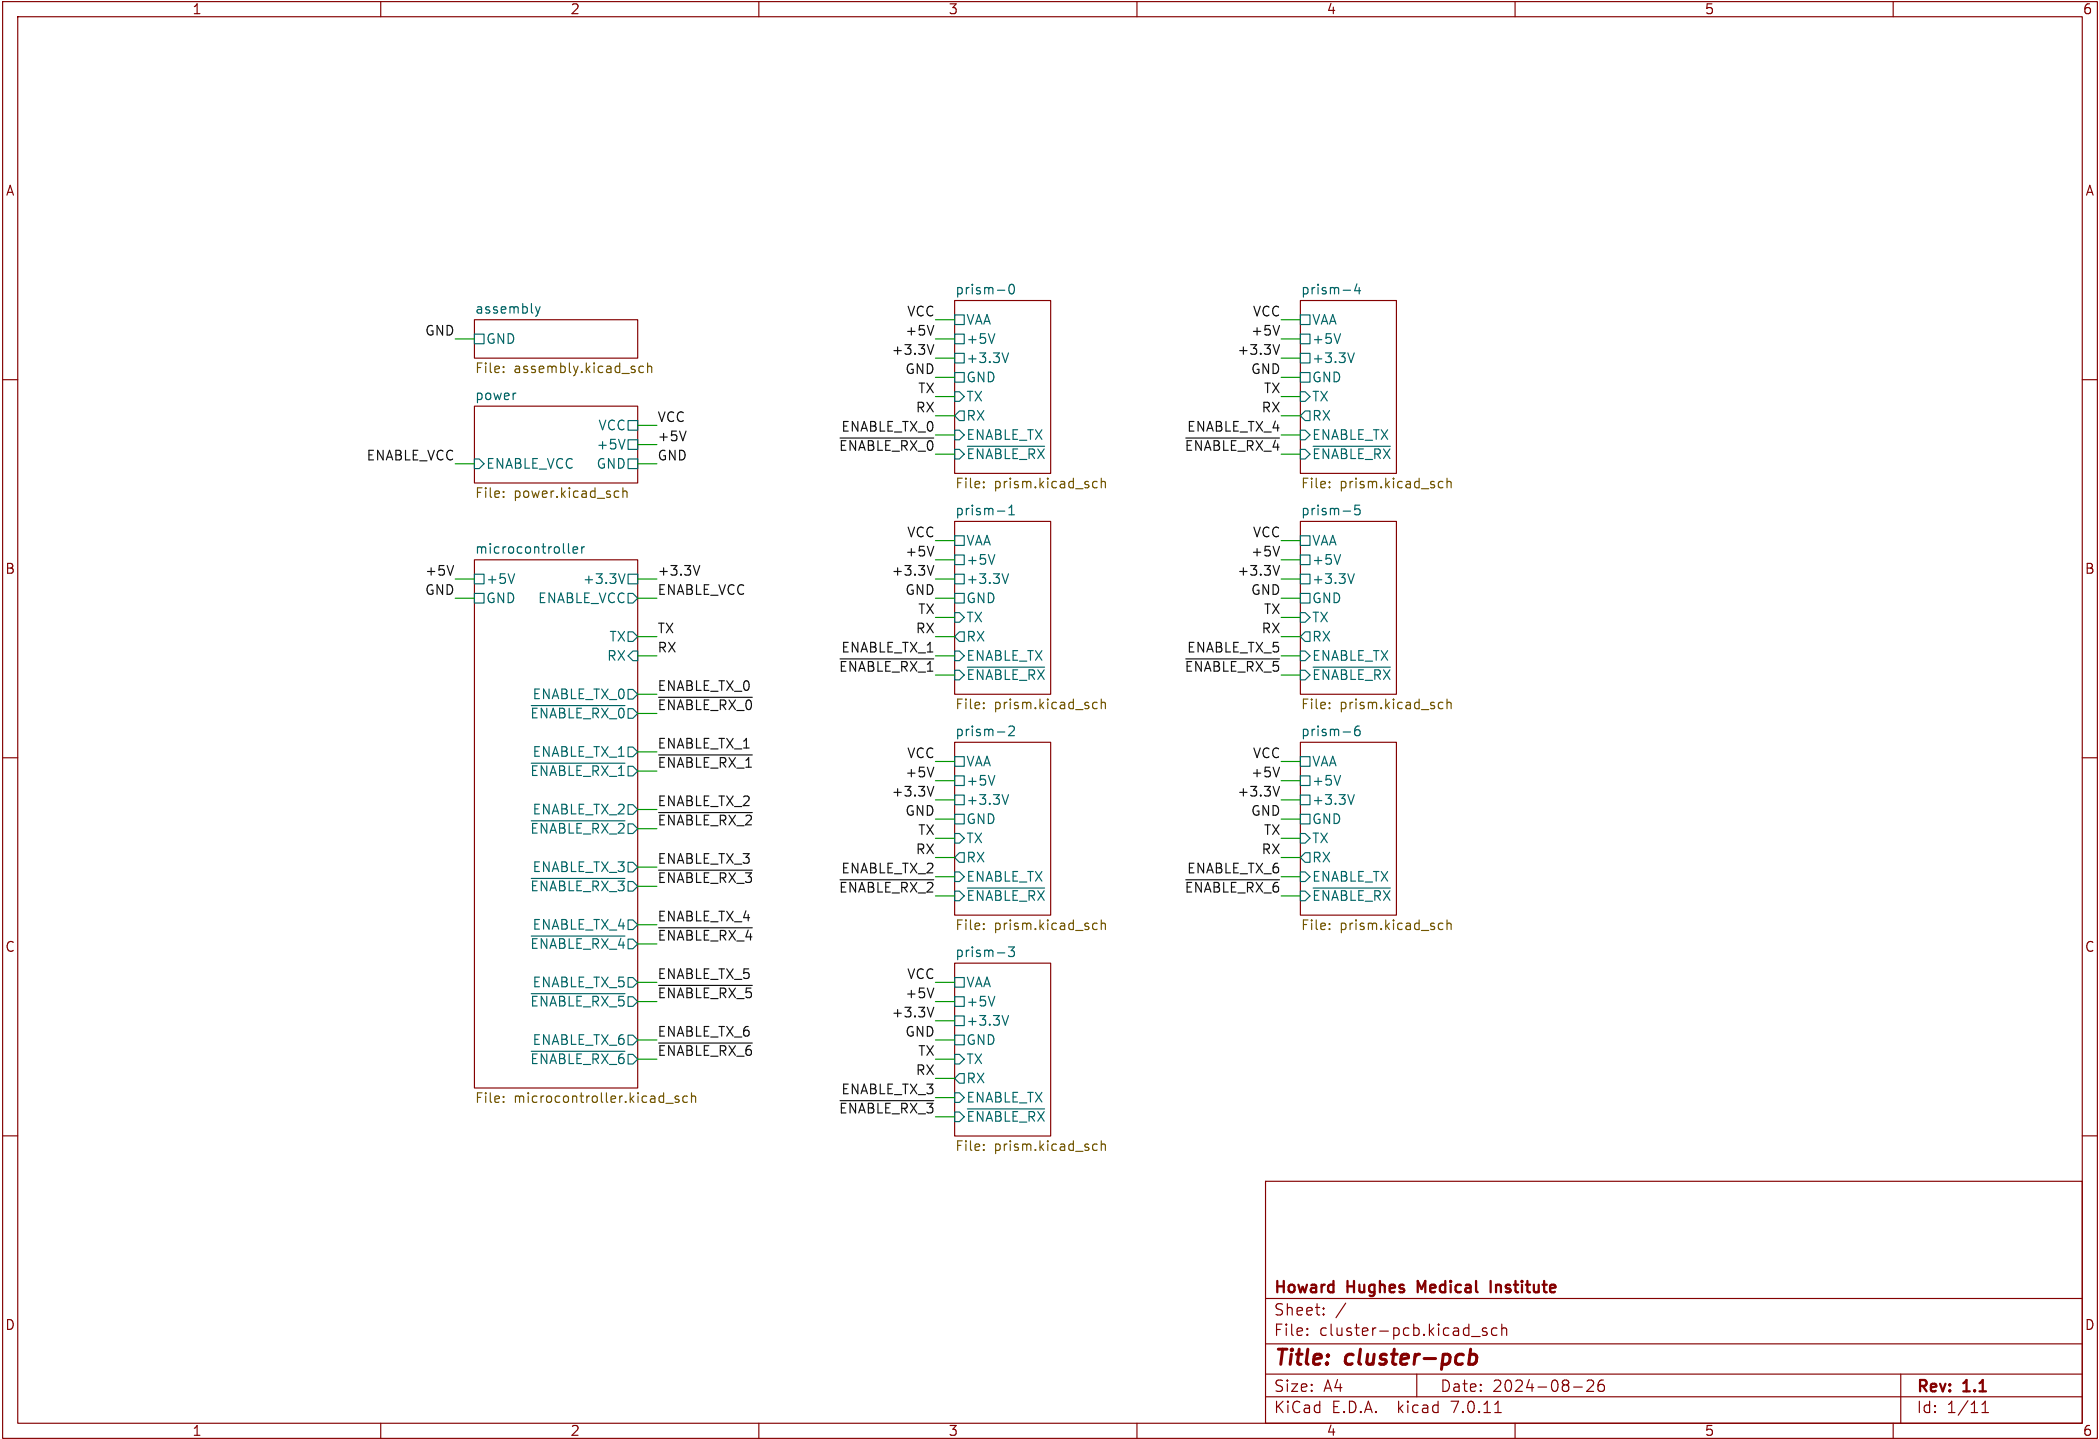 1 2 3 4 5 6
A A
B B
C C
D D
assembly
GND
GND
File: assembly.kicad_sch
power
VCC VCC
+5V +5V
ENABLE_VCC ENABLE_VCC GND GND
File: power.kicad_sch
microcontroller
+5V +5V +3.3V +3.3V
GND GND ENABLE_VCC ENABLE_VCC
TX TX
RX RX
ENABLE_TX_0 ENABLE_TX_0
ENABLE_RX_0 ENABLE_RX_0
ENABLE_TX_1 ENABLE_TX_1
ENABLE_RX_1 ENABLE_RX_1
ENABLE_TX_2 ENABLE_TX_2
ENABLE_RX_2 ENABLE_RX_2
ENABLE_TX_3 ENABLE_TX_3
ENABLE_RX_3 ENABLE_RX_3
ENABLE_TX_4 ENABLE_TX_4
ENABLE_RX_4 ENABLE_RX_4
ENABLE_TX_5 ENABLE_TX_5
ENABLE_RX_5 ENABLE_RX_5
ENABLE_TX_6 ENABLE_TX_6
ENABLE_RX_6 ENABLE_RX_6
File: microcontroller.kicad_sch
prism-0
VCC VAA
+5V +5V
+3.3V +3.3V
GND GND
TX TX
RX RX
ENABLE_TX_0 ENABLE_TX
ENABLE_RX_0 ENABLE_RX
File: prism.kicad_sch
prism-1
VCC VAA
+5V +5V
+3.3V +3.3V
GND GND
TX TX
RX RX
ENABLE_TX_1 ENABLE_TX
ENABLE_RX_1 ENABLE_RX
File: prism.kicad_sch
prism-2
VCC VAA
+5V +5V
+3.3V +3.3V
GND GND
TX TX
RX RX
ENABLE_TX_2 ENABLE_TX
ENABLE_RX_2 ENABLE_RX
File: prism.kicad_sch
prism-3
VCC VAA
+5V +5V
+3.3V +3.3V
GND GND
TX TX
RX RX
ENABLE_TX_3 ENABLE_TX
ENABLE_RX_3 ENABLE_RX
File: prism.kicad_sch
prism-4
VCC VAA
+5V +5V
+3.3V +3.3V
GND GND
TX TX
RX RX
ENABLE_TX_4 ENABLE_TX
ENABLE_RX_4 ENABLE_RX
File: prism.kicad_sch
prism-5
VCC VAA
+5V +5V
+3.3V +3.3V
GND GND
TX TX
RX RX
ENABLE_TX_5 ENABLE_TX
ENABLE_RX_5 ENABLE_RX
File: prism.kicad_sch
prism-6
VCC VAA
+5V +5V
+3.3V +3.3V
GND GND
TX TX
RX RX
ENABLE_TX_6 ENABLE_TX
ENABLE_RX_6 ENABLE_RX
File: prism.kicad_sch
Howard Hughes Medical Institute
Sheet: /
File: cluster-pcb.kicad_sch
Title: cluster-pcb
Size: A4 Date: 2024-08-26 Rev: 1.1
KiCad E.D.A. kicad 7.0.11 Id: 1/11
1 2 3 4 5 6